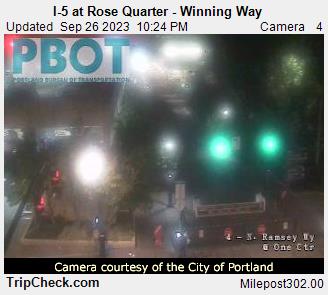 I-5 at Rose Quarter - Winning Way
Updated Sep 26 2023 10:24 PM Camera 4
PBOT
PORTLAND BUREAU OF TRANSPORTATION
4 - N. Ramsey Wy
@ One Ctr
Camera courtesy of the City of Portland
TripCheck.com Milepost302.00